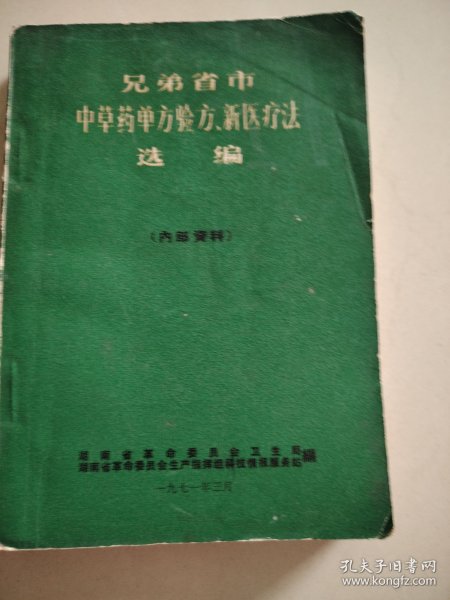 兄弟省市
中草药单方验方、新医疗法
选编
（内部资料）
湖南省革命委员会卫生局
湖南省革命委员会生产指挥组科技情报服务站
編
一九七一年三月
孔夫子旧书网
www.kongfz.com